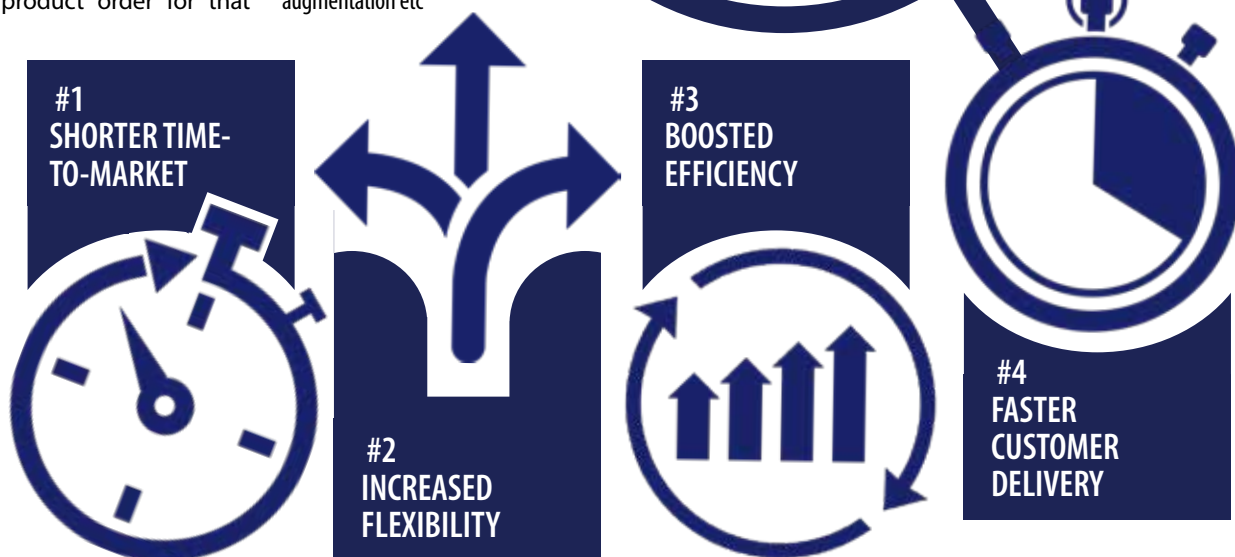 product order for that
augmentation etc
#1
SHORTER TIME-
TO-MARKET
#2
INCREASED
FLEXIBILITY
#3
BOOSTED
EFFICIENCY
#4
FASTER
CUSTOMER
DELIVERY